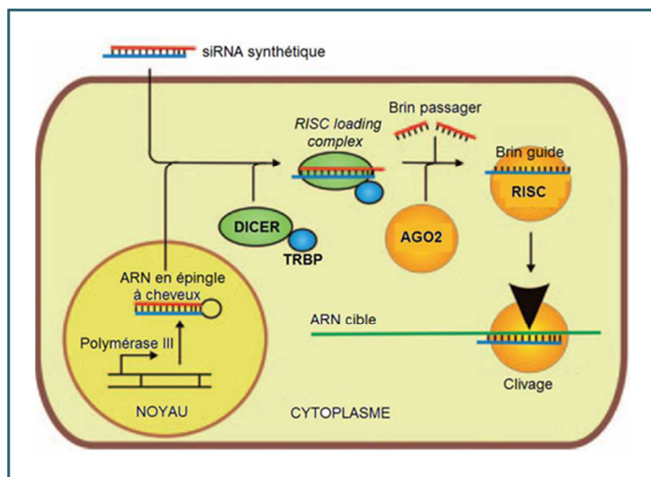 siRNA synthétique
Brin passager
RISC loading
complex
Brin guide
RISC
DICER
TRBP
AGO2
ARN en épingle
à cheveux
ARN cible
Polymérase III
Clivage
NOYAU
CYTOPLASME